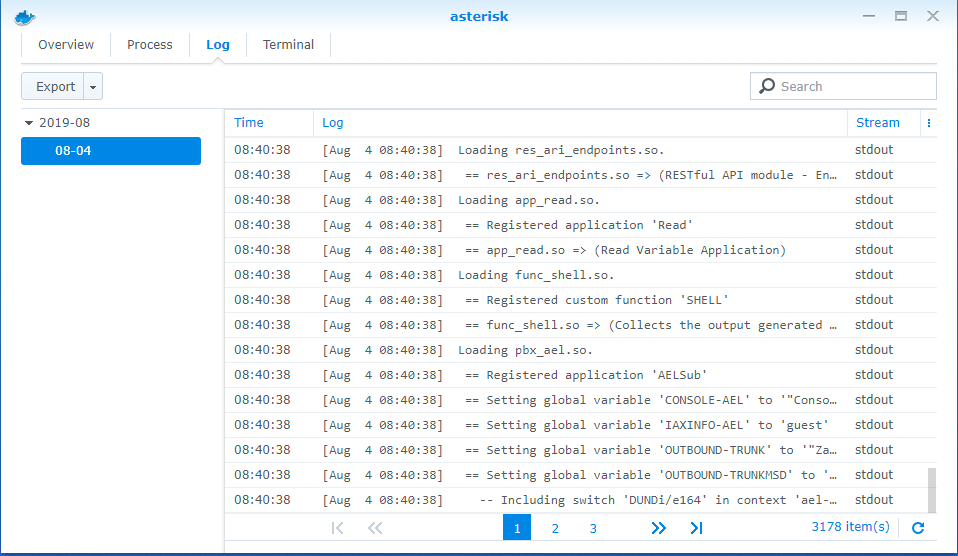 asterisk
Overview Process Log Terminal
Export Search
2019-08
08-04
Time Log Stream
08:40:38 [Aug  4 08:40:38]  Loading res_ari_endpoints.so. stdout
08:40:38 [Aug  4 08:40:38]   == res_ari_endpoints.so => (RESTful API module - En... stdout
08:40:38 [Aug  4 08:40:38]  Loading app_read.so. stdout
08:40:38 [Aug  4 08:40:38]   == Registered application 'Read' stdout
08:40:38 [Aug  4 08:40:38]   == app_read.so => (Read Variable Application) stdout
08:40:38 [Aug  4 08:40:38]  Loading func_shell.so. stdout
08:40:38 [Aug  4 08:40:38]   == Registered custom function 'SHELL' stdout
08:40:38 [Aug  4 08:40:38]   == func_shell.so => (Collects the output generated ... stdout
08:40:38 [Aug  4 08:40:38]  Loading pbx_ael.so. stdout
08:40:38 [Aug  4 08:40:38]   == Registered application 'AELSub' stdout
08:40:38 [Aug  4 08:40:38]   == Setting global variable 'CONSOLE-AEL' to '"Conso... stdout
08:40:38 [Aug  4 08:40:38]   == Setting global variable 'IAXINFO-AEL' to 'guest' stdout
08:40:38 [Aug  4 08:40:38]   == Setting global variable 'OUTBOUND-TRUNK' to '"Za... stdout
08:40:38 [Aug  4 08:40:38]   == Setting global variable 'OUTBOUND-TRUNKMSD' to '... stdout
08:40:38 [Aug  4 08:40:38]     -- Including switch 'DUNDi/e164' in context 'ael-... stdout
1 2 3 3178 item(s)